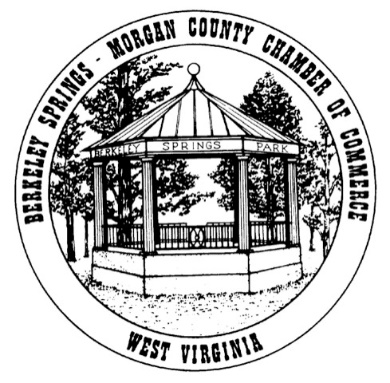 BERKELEY SPRINGS - MORGAN COUNTY CHAMBER OF COMMERCE
BERKELEY SPRINGS PARK
WEST VIRGINIA